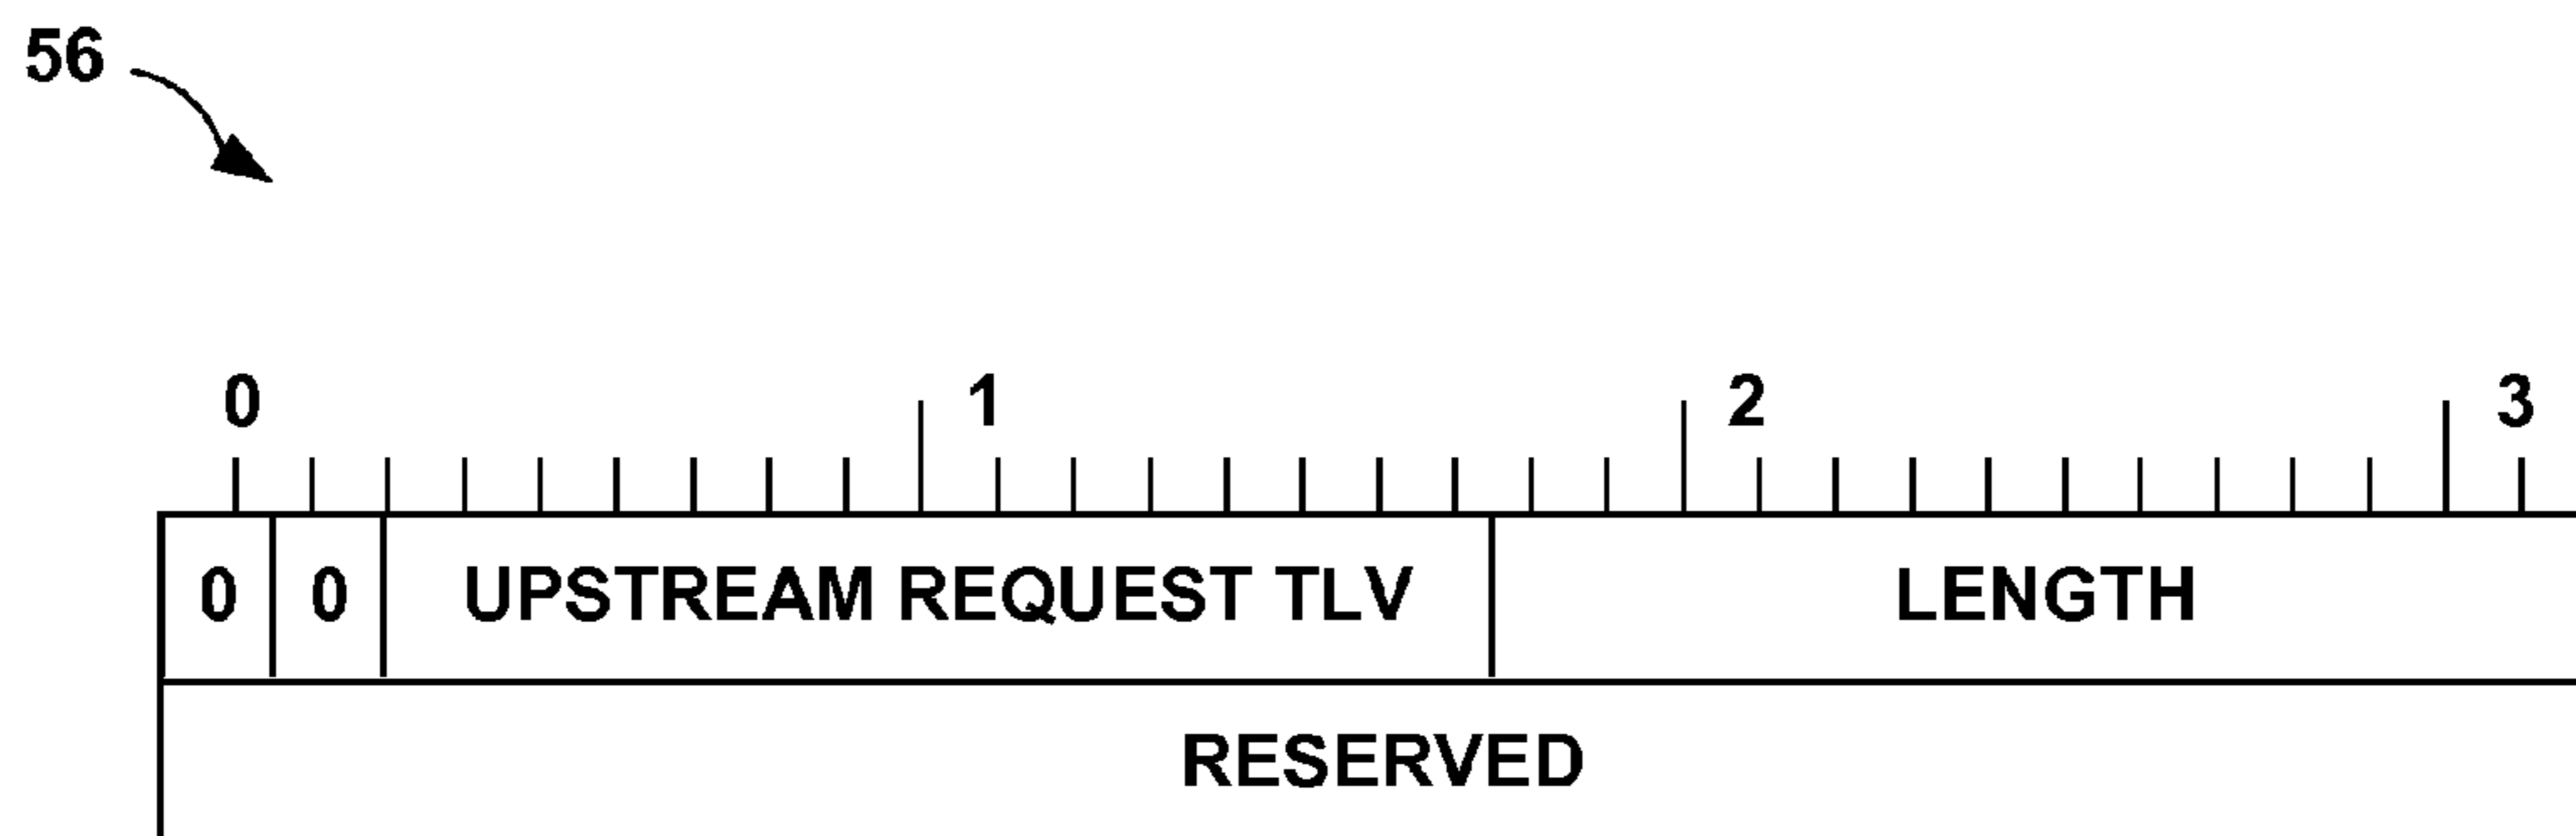 56
0 1 2 3
0 0 UPSTREAM REQUEST TLV LENGTH
RESERVED